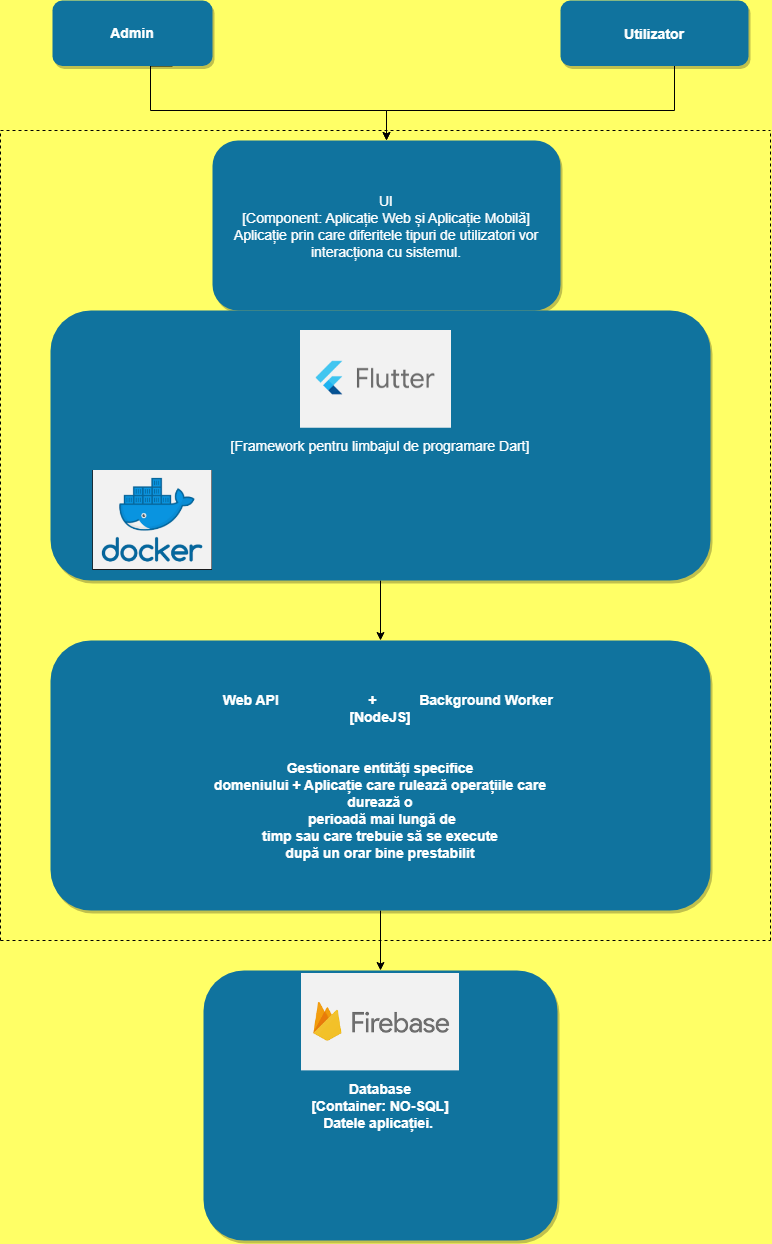 Admin
Utilizator
UI
[Component: Aplicație Web și Aplicație Mobilă]
Aplicație prin care diferitele tipuri de utilizatori vor
interacționa cu sistemul.
Flutter
[Framework pentru limbajul de programare Dart]
docker
Web API + Background Worker
[NodeJS]
Gestionare entități specifice
domeniului + Aplicație care rulează operațiile care
durează o
perioadă mai lungă de
timp sau care trebuie să se execute
după un orar bine prestabilit
Firebase
Database
[Container: NO-SQL]
Datele aplicației.